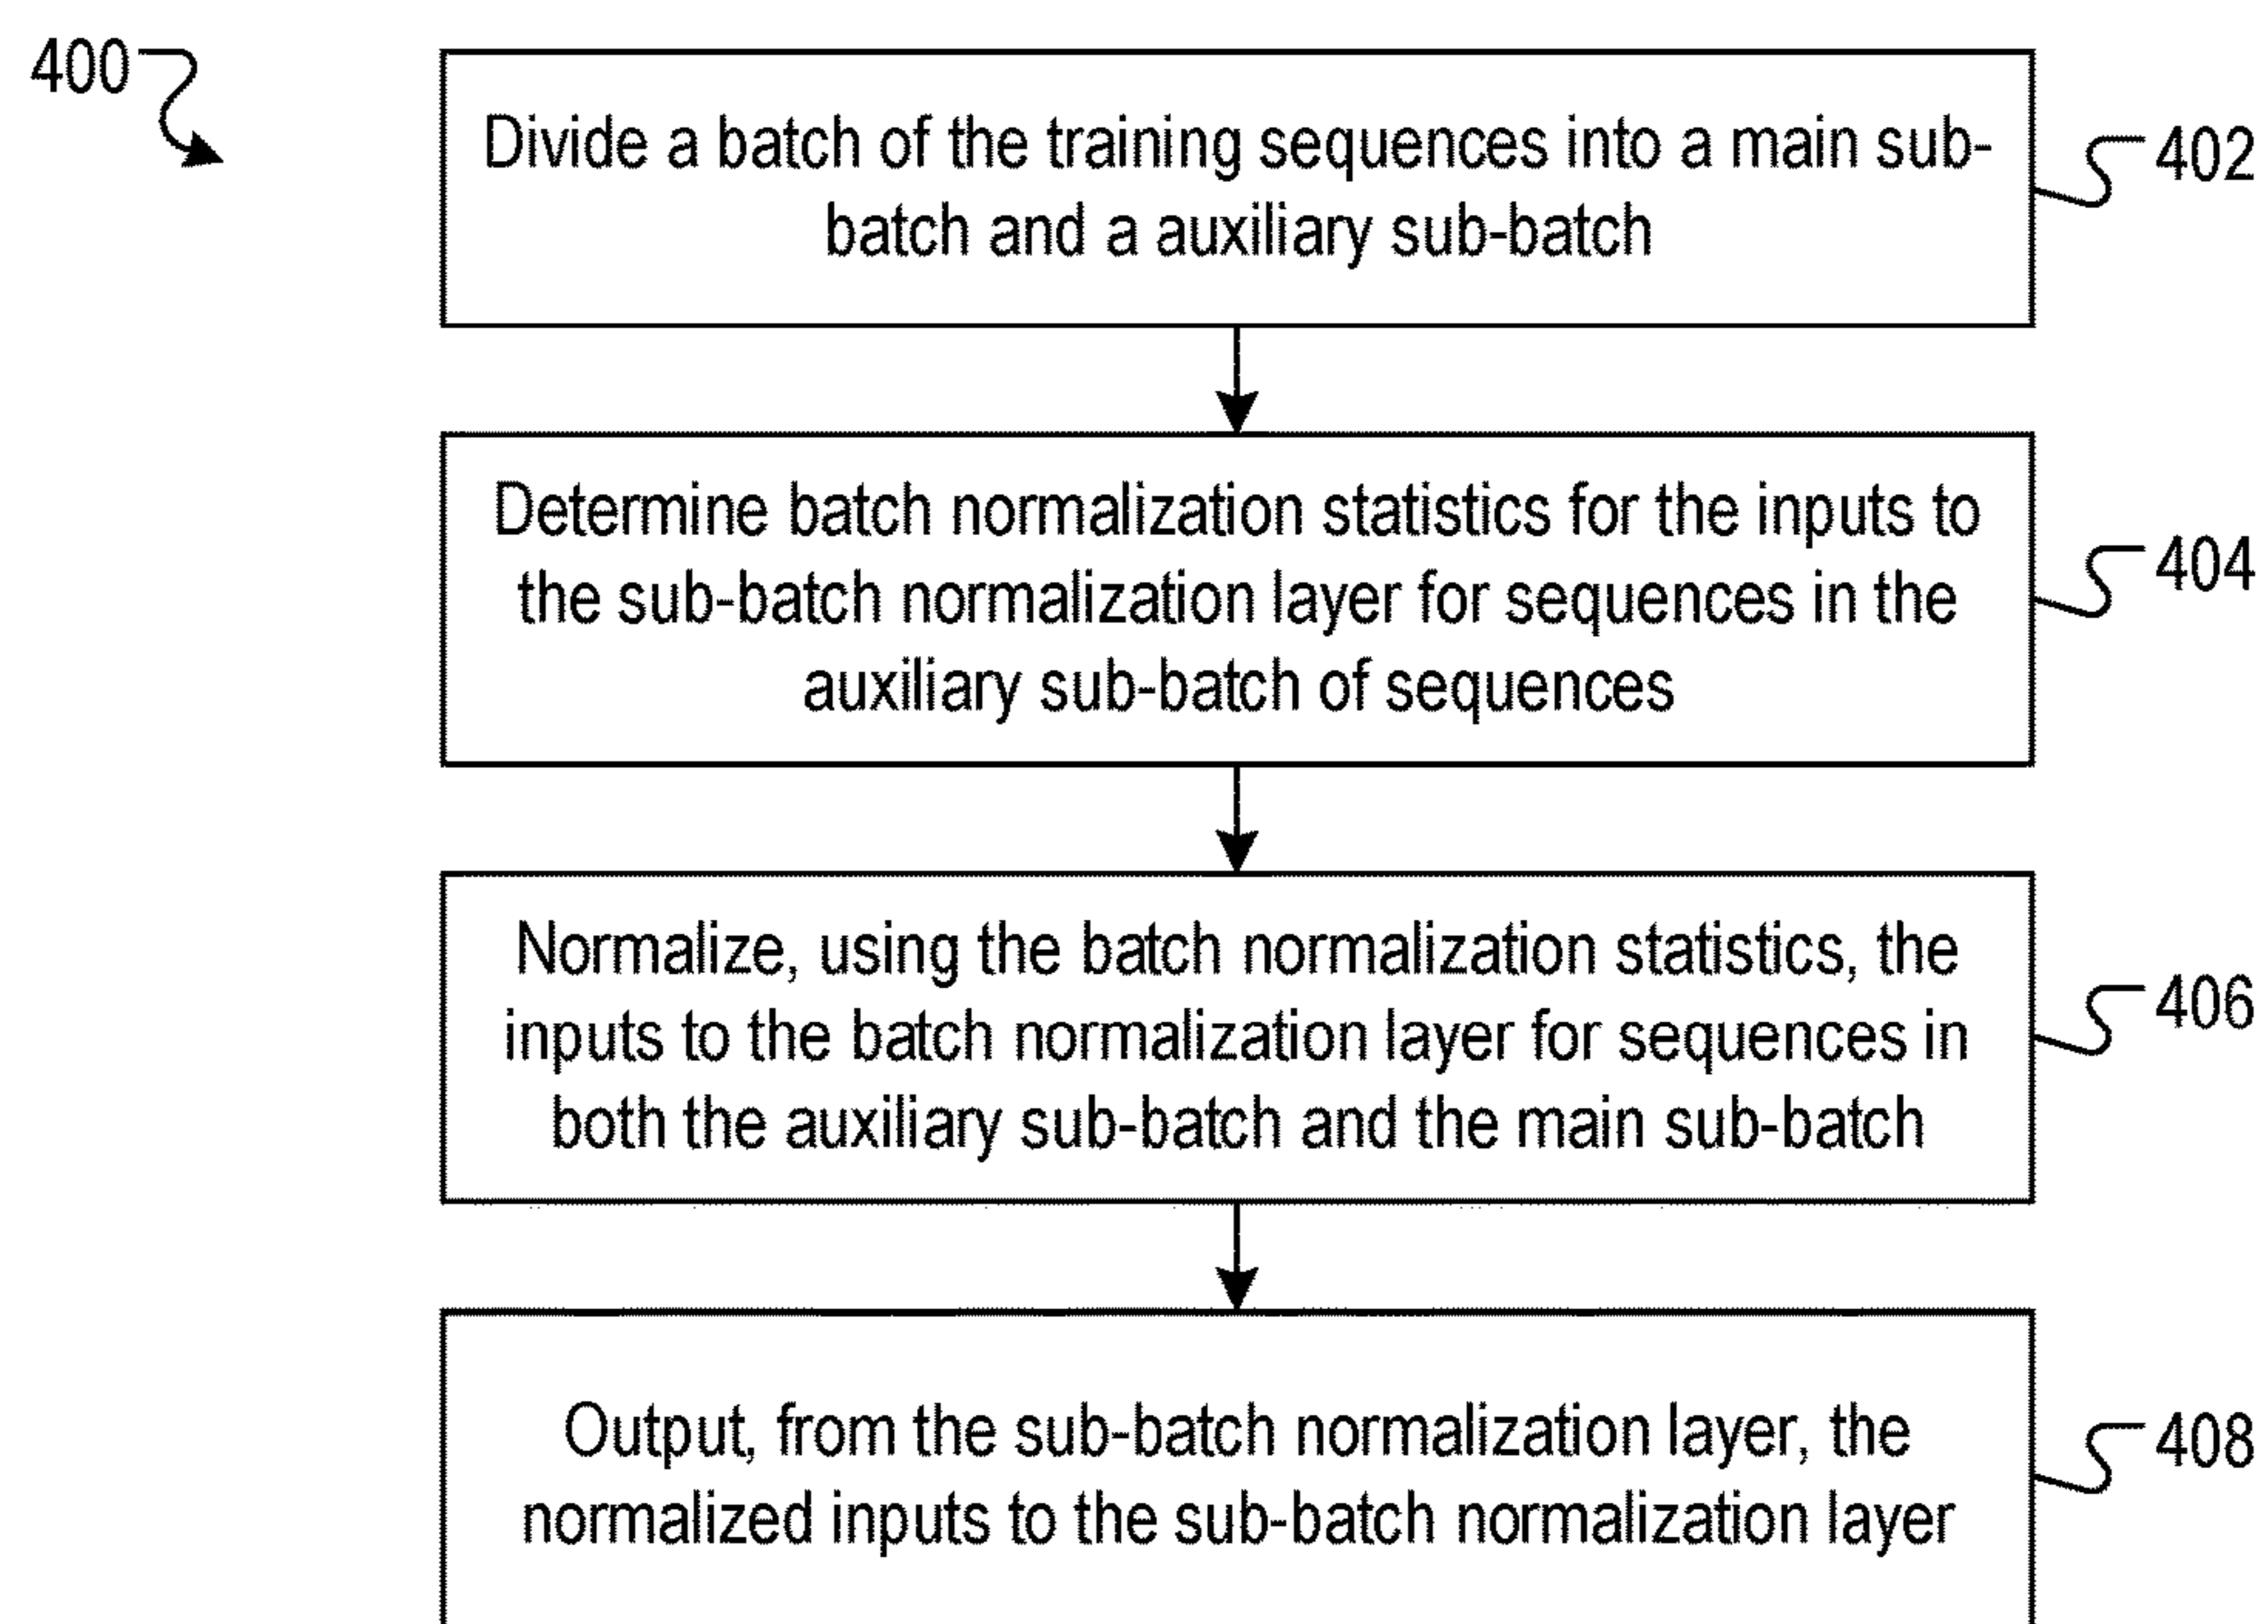 400
Divide a batch of the training sequences into a main sub-
batch and a auxiliary sub-batch
402
Determine batch normalization statistics for the inputs to
the sub-batch normalization layer for sequences in the
auxiliary sub-batch of sequences
404
Normalize, using the batch normalization statistics, the
inputs to the batch normalization layer for sequences in
both the auxiliary sub-batch and the main sub-batch
406
Output, from the sub-batch normalization layer, the
normalized inputs to the sub-batch normalization layer
408